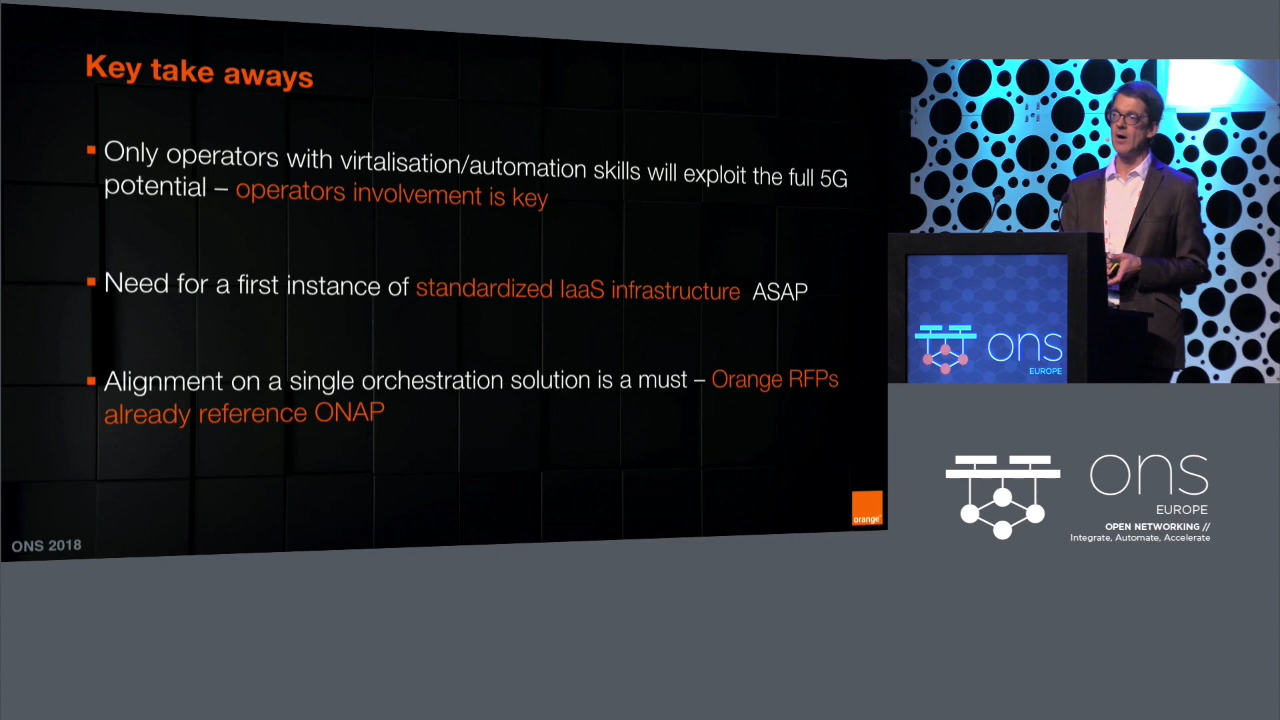 Key take aways
Only operators with virtalisation/automation skills will exploit the full 5G
potential – operators involvement is key
Need for a first instance of standardized IaaS infrastructure ASAP
Alignment on a single orchestration solution is a must – Orange RFPs
already reference ONAP
orange
ONS 2018
ons
EUROPE
ons
EUROPE
OPEN NETWORKING //
Integrate, Automate, Accelerate